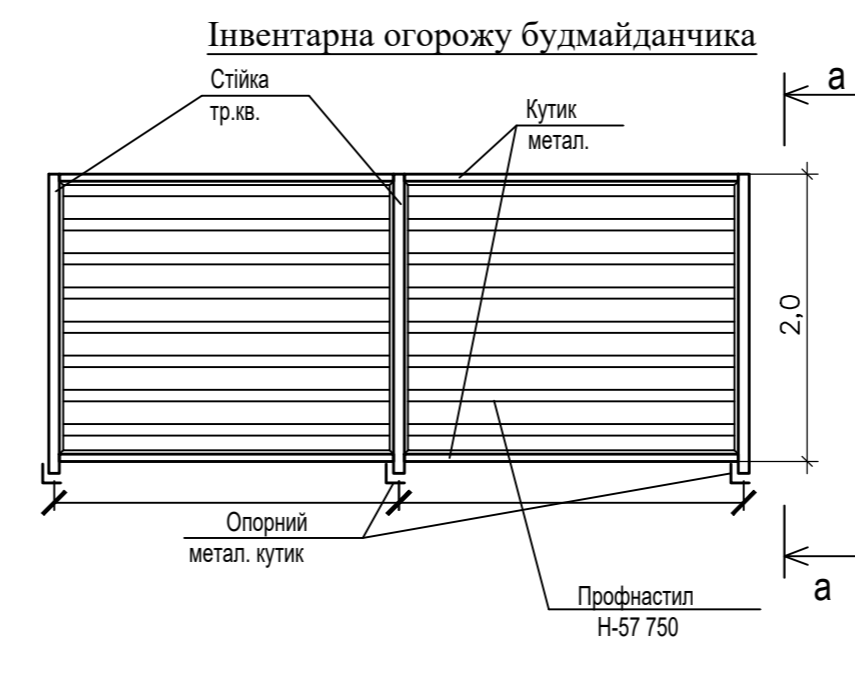 Інвентарна огорожу будмайданчика
Стійка
тр.кв.
Кутик
метал.
а
2,0
Опорний
метал. кутик
а
Профнастил
Н-57 750